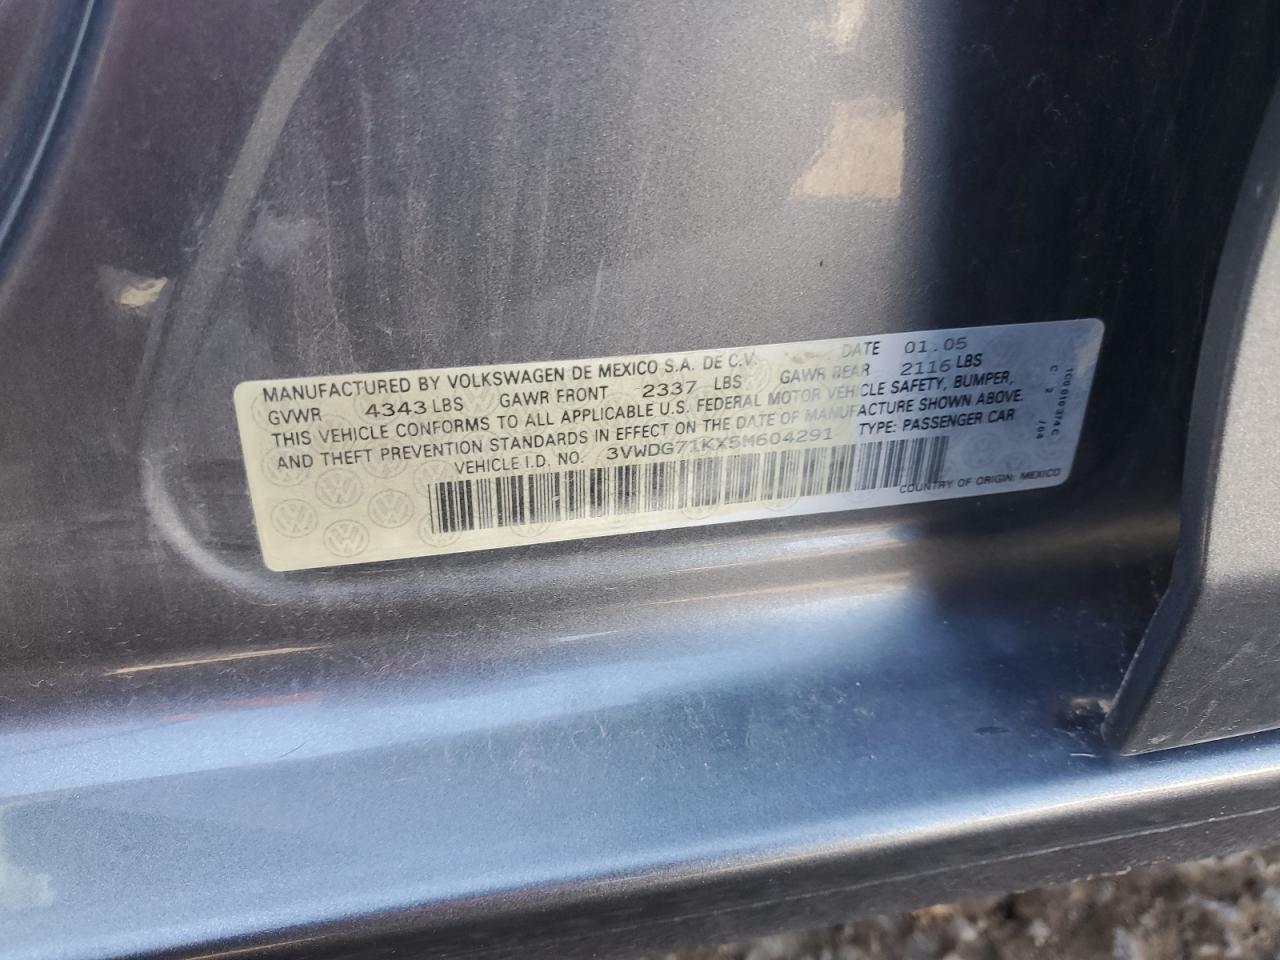 MANUFACTURED BY VOLKSWAGEN DE MEXICO S.A. DE C.V. DATE 01.05
GVWR 4343 LBS GAWR FRONT 2337 LBS GAWR REAR 2116 LBS
THIS VEHICLE CONFORMS TO ALL APPLICABLE U.S. FEDERAL MOTOR VEHICLE SAFETY, BUMPER,
AND THEFT PREVENTION STANDARDS IN EFFECT ON THE DATE OF MANUFACTURE SHOWN ABOVE.
VEHICLE I.D. NO. 3VWDG71KX5M604291 TYPE: PASSENGER CAR
COUNTRY OF ORIGIN: MEXICO
C 2 /04